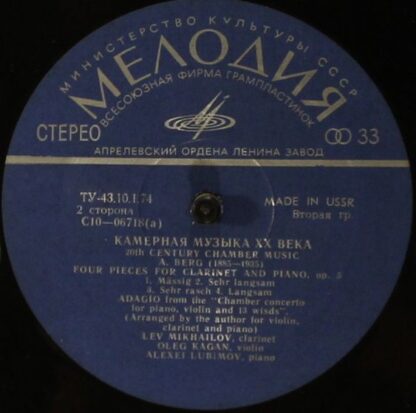 МИНИСТЕРСТВО КУЛЬТУРЫ СССР
МЕЛОДИЯ
ВСЕСОЮЗНАЯ ФИРМА ГРАМПЛАСТИНОК
СТЕРЕО
33
АПРЕЛЕВСКИЙ ОРДЕНА ЛЕНИНА ЗАВОД
ТУ-43.10.1.74
2 сторона
С10—06718(а)
MADE IN USSR
Вторая гр.
КАМЕРНАЯ МУЗЫКА XX ВЕКА
20th CENTURY CHAMBER MUSIC
A. BERG (1885—1935)
FOUR PIECES FOR CLARINET AND PIANO, op. 5
1. Mässig 2. Sehr langsam
3. Sehr rasch 4. Langsam
ADAGIO from the "Chamber concerto
for piano, violin and 13 winds".
(Arranged by the author for violin,
clarinet and piano)
LEV MIKHAILOV, clarinet
OLEG KAGAN, violin
ALEXEI LUBIMOV, piano